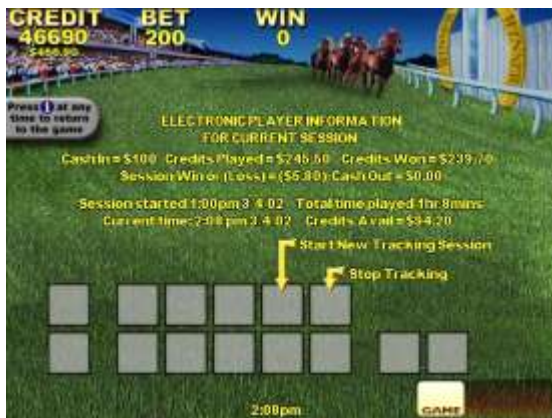 CREDIT BET WIN
46690 200 0
Press i at any
time to return
to the game
ELECTRONIC PLAYER INFORMATION
FOR CURRENT SESSION
Cash In = $100 Credits Played = $245.50 Credits Won = $239.70
Session Win or (Loss) = ($5.80) Cash Out = $0.00
Session started 1:00pm 3 4 02 Total time played 1hr 8mins
Current time: 2:08 pm 3 4 02 Credits Avail = $94.20
Start New Tracking Session
Stop Tracking
2:08pm
GAME